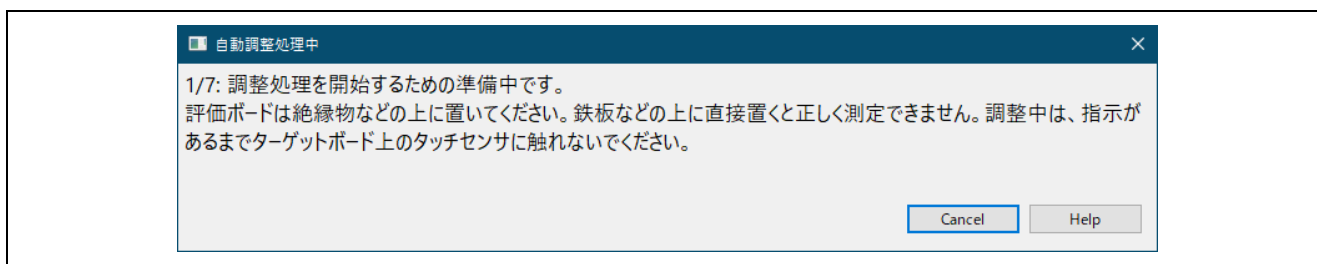 自動調整処理中
1/7: 調整処理を開始するための準備中です。
評価ボードは絶縁物などの上に置いてください。鉄板などの上に直接置くと正しく測定できません。調整中は、指示が
あるまでターゲットボード上のタッチセンサに触れないでください。
Cancel Help